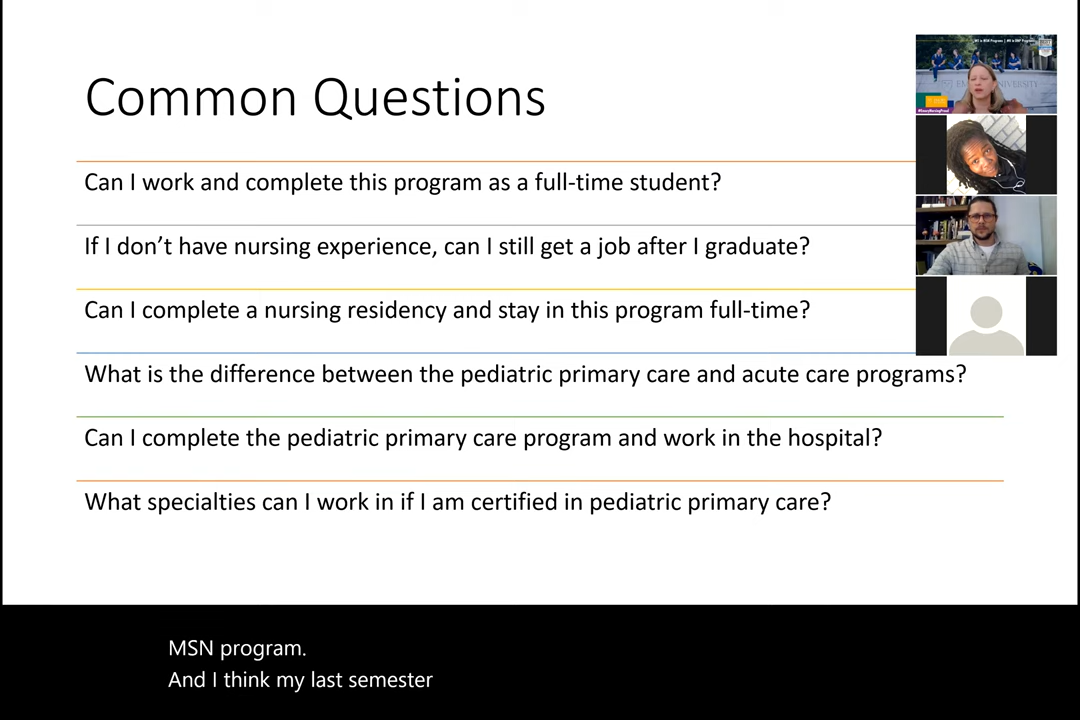 Common Questions
Can I work and complete this program as a full-time student?
If I don’t have nursing experience, can I still get a job after I graduate?
Can I complete a nursing residency and stay in this program full-time?
What is the difference between the pediatric primary care and acute care programs?
Can I complete the pediatric primary care program and work in the hospital?
What specialties can I work in if I am certified in pediatric primary care?
MSN program.
And I think my last semester